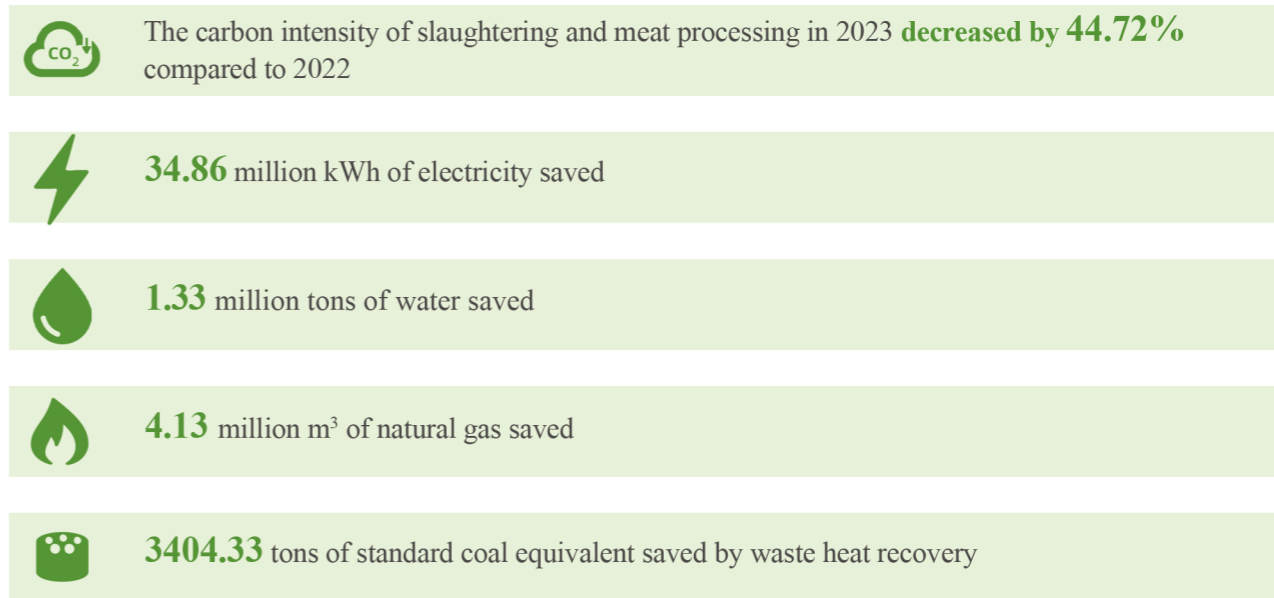 CO₂
The carbon intensity of slaughtering and meat processing in 2023 decreased by 44.72%
compared to 2022
34.86 million kWh of electricity saved
1.33 million tons of water saved
4.13 million m³ of natural gas saved
3404.33 tons of standard coal equivalent saved by waste heat recovery